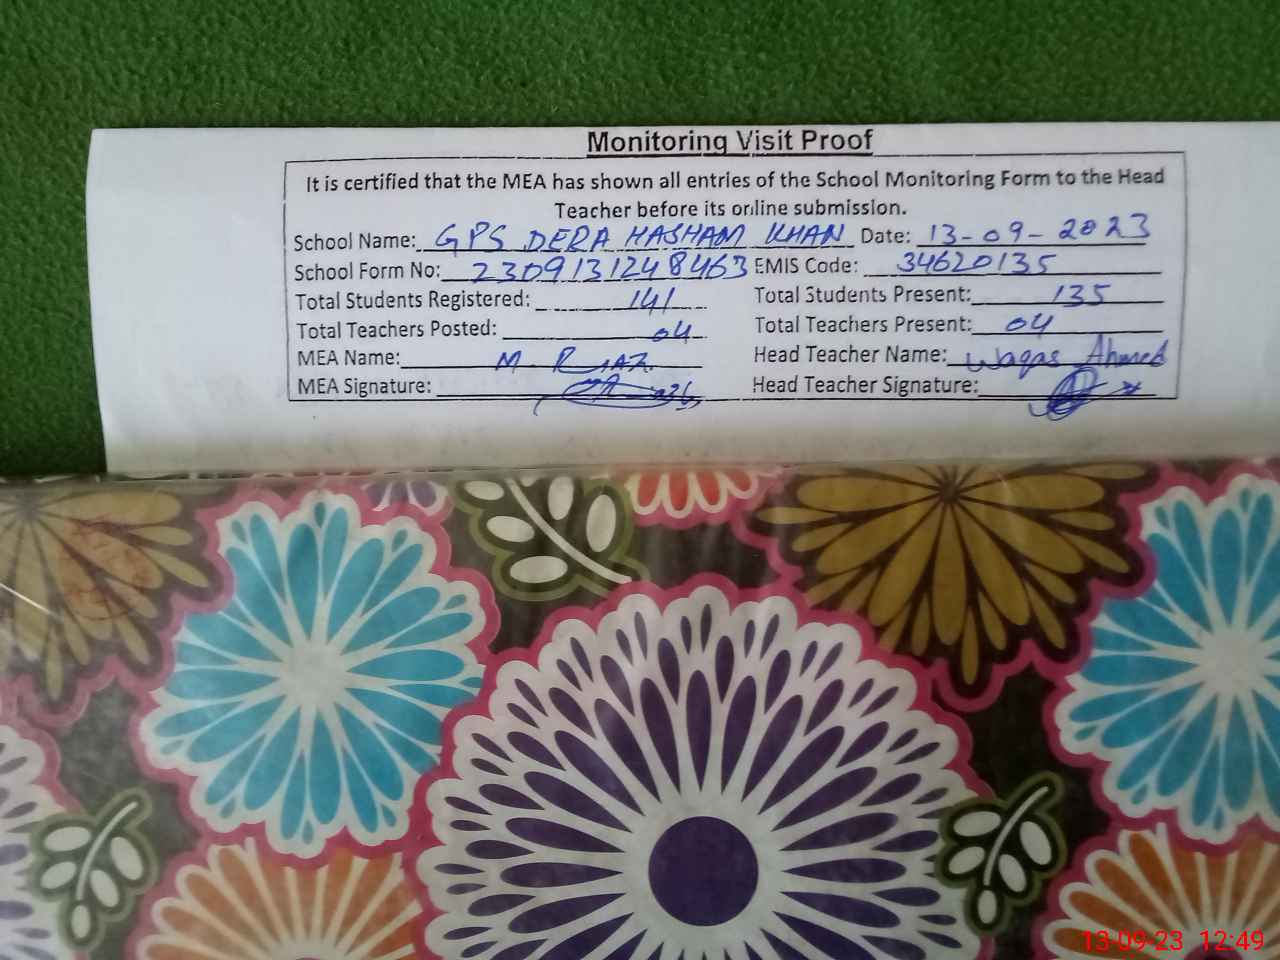 Monitoring Visit Proof
It is certified that the MEA has shown all entries of the School Monitoring Form to the Head
Teacher before its online submission.
School Name: GPS DERA HASHAM KHAN Date: 13-09-2023
School Form No: 2309131248463 EMIS Code: 34620135
Total Students Registered: 141 Total Students Present: 135
Total Teachers Posted: 04 Total Teachers Present: 04
MEA Name: M. RIAZ Head Teacher Name: Waqas Ahmed
MEA Signature: Head Teacher Signature:
13-09-23 12:49